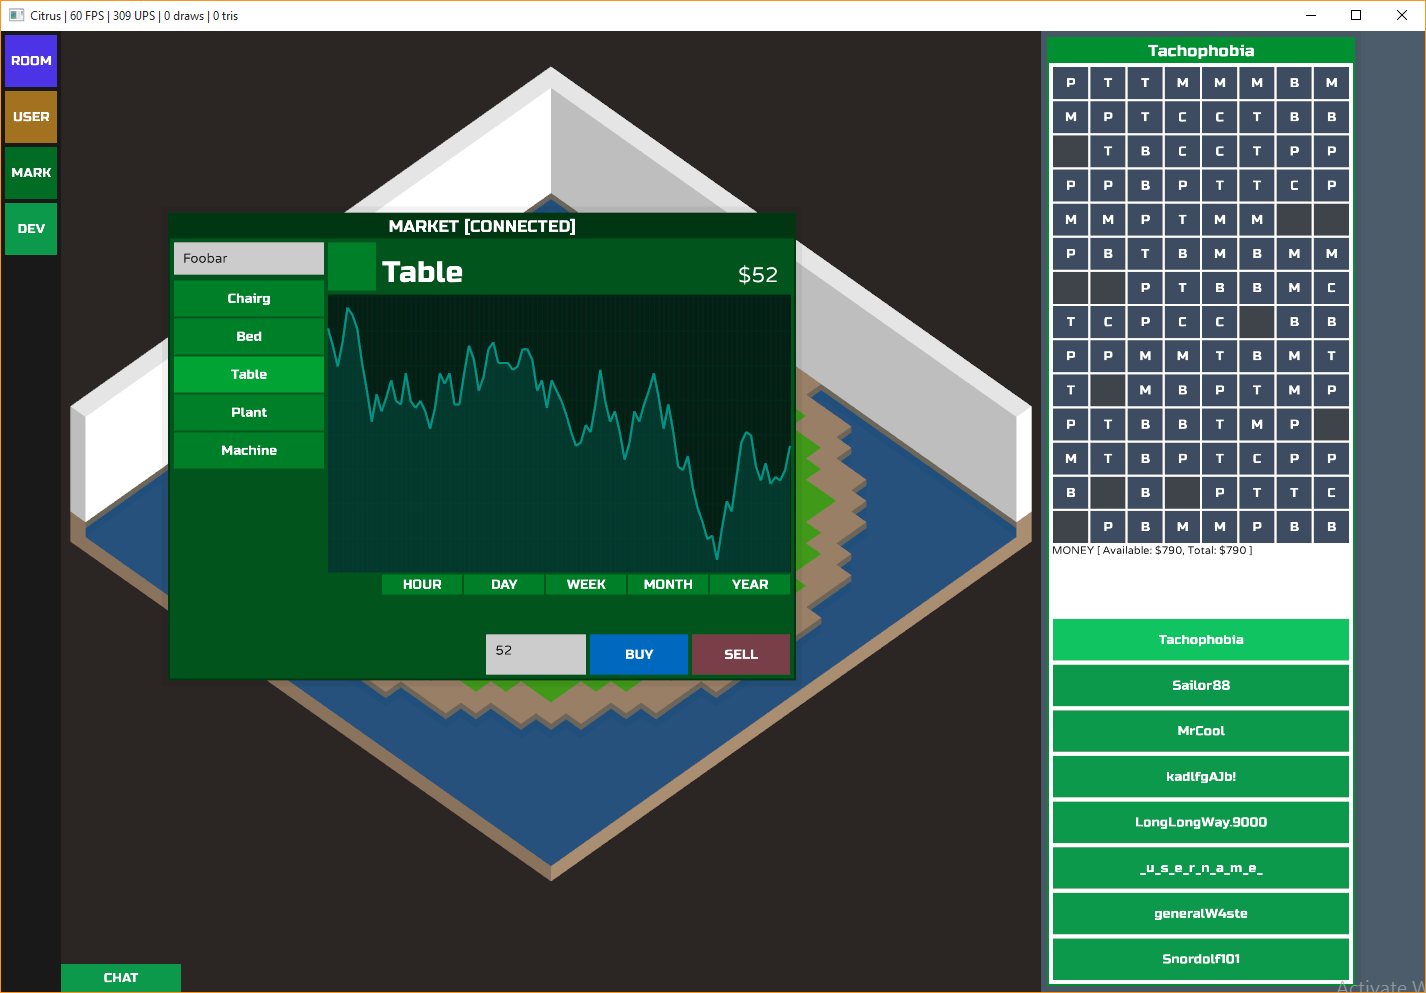 Citrus | 60 FPS | 309 UPS | 0 draws | 0 tris
ROOM
USER
MARK
DEV
MARKET [CONNECTED]
Foobar
Chairg
Bed
Table
Plant
Machine
Table
$52
HOUR DAY WEEK MONTH YEAR
52
BUY
SELL
CHAT
Tachophobia
P T T M M M B M
M P T C C T B B
T B C C T P P
P P B P T T C P
M M P T M M
P B T B M B M M
P T B B M C
T C P C C B B
P P M M T B M T
T M B P T M P
P T B B T M P
M T B P T C P P
B B P T T C
P B M M P B B
MONEY [ Available: $790, Total: $790 ]
Tachophobia
Sailor88
MrCool
kadlfgAJb!
LongLongWay.9000
_u_s_e_r_n_a_m_e_
generalW4ste
Snordolf101
Activate W